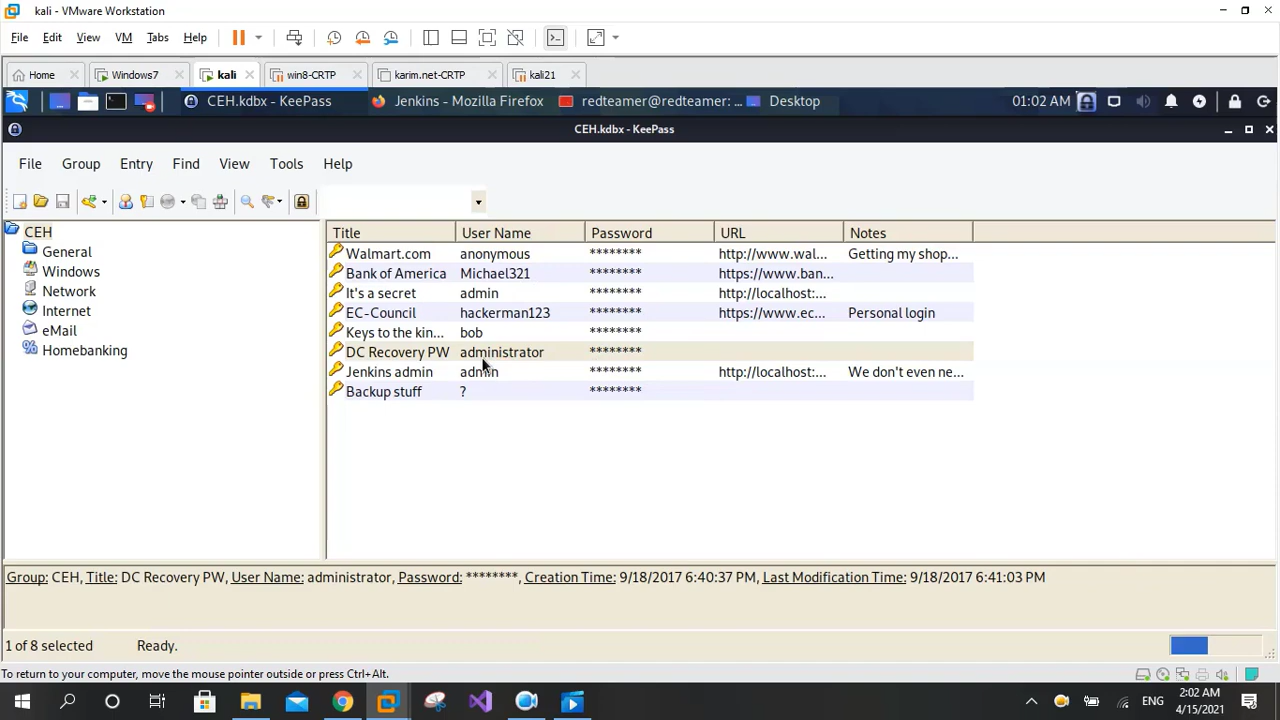 kali - VMware Workstation
File Edit View VM Tabs Help
Home Windows7 kali win8-CRTP karim.net-CRTP kali21
CEH.kdbx - KeePass Jenkins - Mozilla Firefox redteamer@redteamer: ... Desktop 01:02 AM
CEH.kdbx - KeePass
File Group Entry Find View Tools Help
CEH
General
Windows
Network
Internet
eMail
Homebanking
Title User Name Password URL Notes
Walmart.com anonymous ******** http://www.wal... Getting my shop...
Bank of America Michael321 ******** https://www.ban...
It's a secret admin ******** http://localhost:...
EC-Council hackerman123 ******** https://www.ec... Personal login
Keys to the kin... bob ********
DC Recovery PW administrator ********
Jenkins admin admin ******** http://localhost:... We don't even ne...
Backup stuff ? ********
Group: CEH, Title: DC Recovery PW, User Name: administrator, Password: ********, Creation Time: 9/18/2017 6:40:37 PM, Last Modification Time: 9/18/2017 6:41:03 PM
1 of 8 selected Ready.
To return to your computer, move the mouse pointer outside or press Ctrl+Alt.
ENG 2:02 AM
4/15/2021